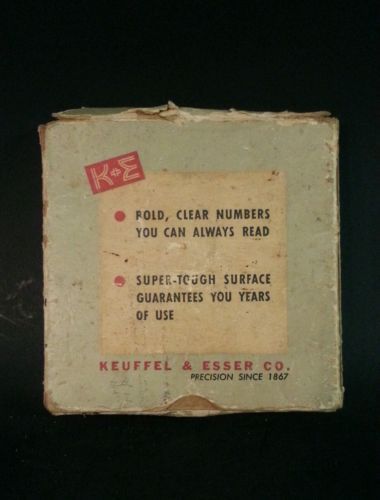 K+E
BOLD, CLEAR NUMBERS
YOU CAN ALWAYS READ
SUPER-TOUGH SURFACE
GUARANTEES YOU YEARS
OF USE
KEUFFEL & ESSER CO.
PRECISION SINCE 1867